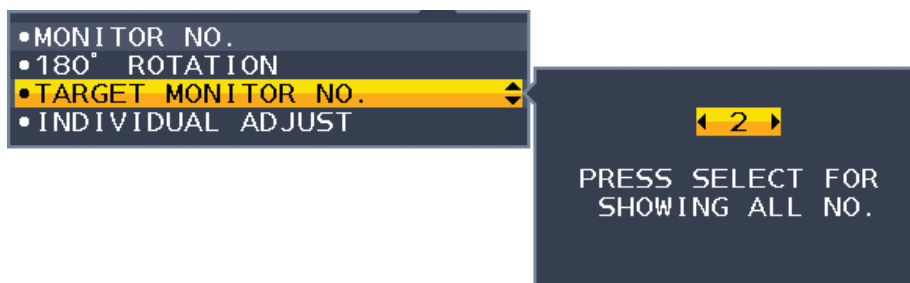 •MONITOR NO.
•180° ROTATION
•TARGET MONITOR NO.
•INDIVIDUAL ADJUST
2
PRESS SELECT FOR
SHOWING ALL NO.